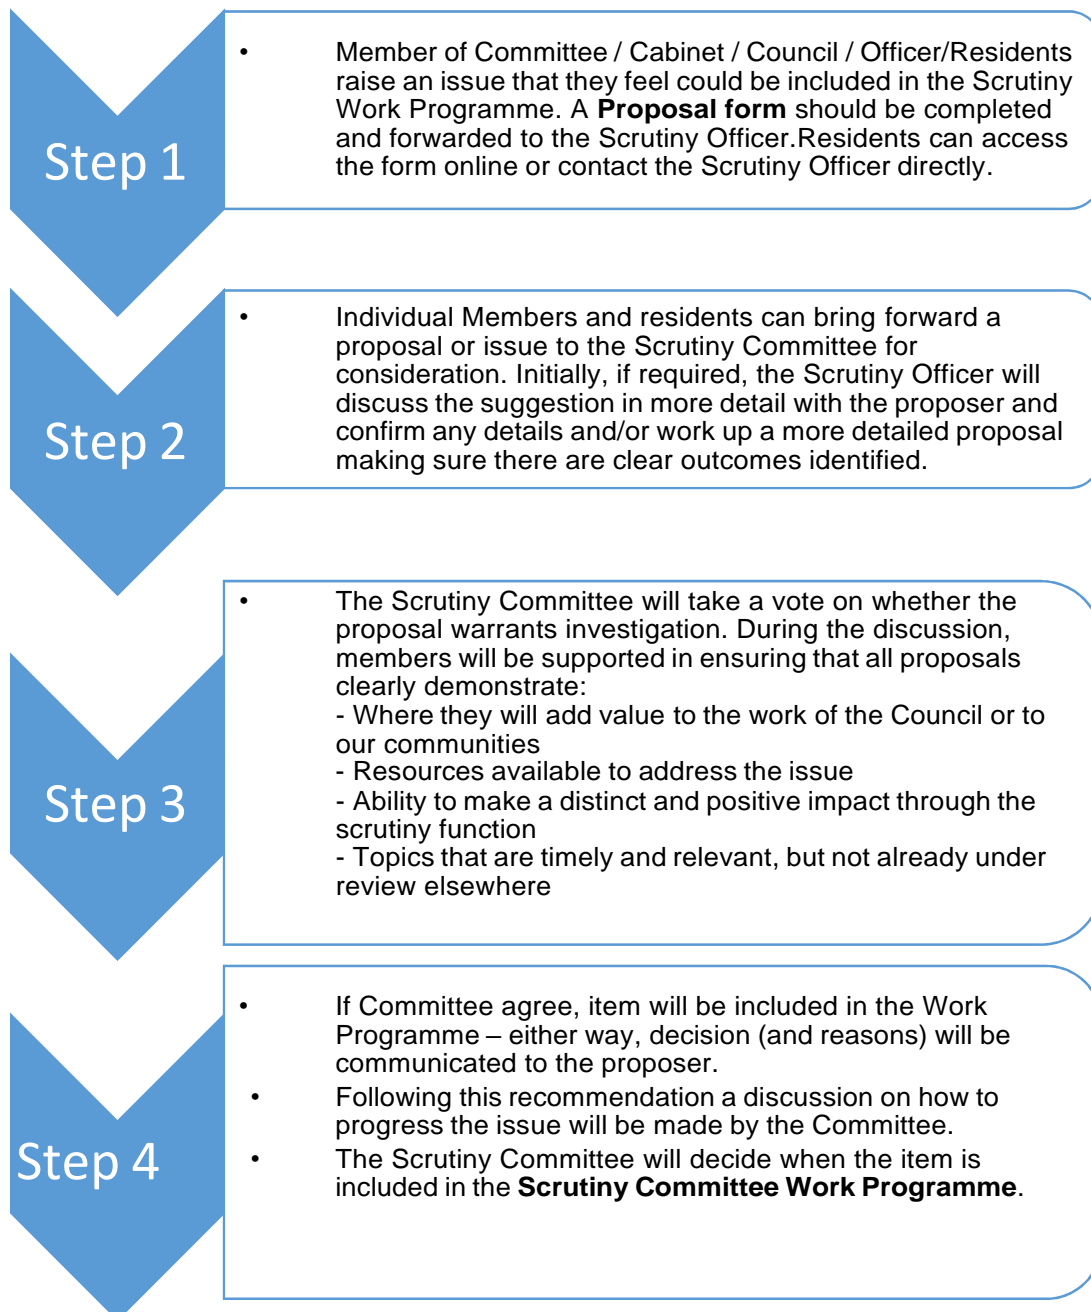 Step 1
• Member of Committee / Cabinet / Council / Officer/Residents
raise an issue that they feel could be included in the Scrutiny
Work Programme. A Proposal form should be completed
and forwarded to the Scrutiny Officer.Residents can access
the form online or contact the Scrutiny Officer directly.
Step 2
• Individual Members and residents can bring forward a
proposal or issue to the Scrutiny Committee for
consideration. Initially, if required, the Scrutiny Officer will
discuss the suggestion in more detail with the proposer and
confirm any details and/or work up a more detailed proposal
making sure there are clear outcomes identified.
Step 3
• The Scrutiny Committee will take a vote on whether the
proposal warrants investigation. During the discussion,
members will be supported in ensuring that all proposals
clearly demonstrate:
- Where they will add value to the work of the Council or to
our communities
- Resources available to address the issue
- Ability to make a distinct and positive impact through the
scrutiny function
- Topics that are timely and relevant, but not already under
review elsewhere
Step 4
• If Committee agree, item will be included in the Work
Programme – either way, decision (and reasons) will be
communicated to the proposer.
• Following this recommendation a discussion on how to
progress the issue will be made by the Committee.
• The Scrutiny Committee will decide when the item is
included in the Scrutiny Committee Work Programme.